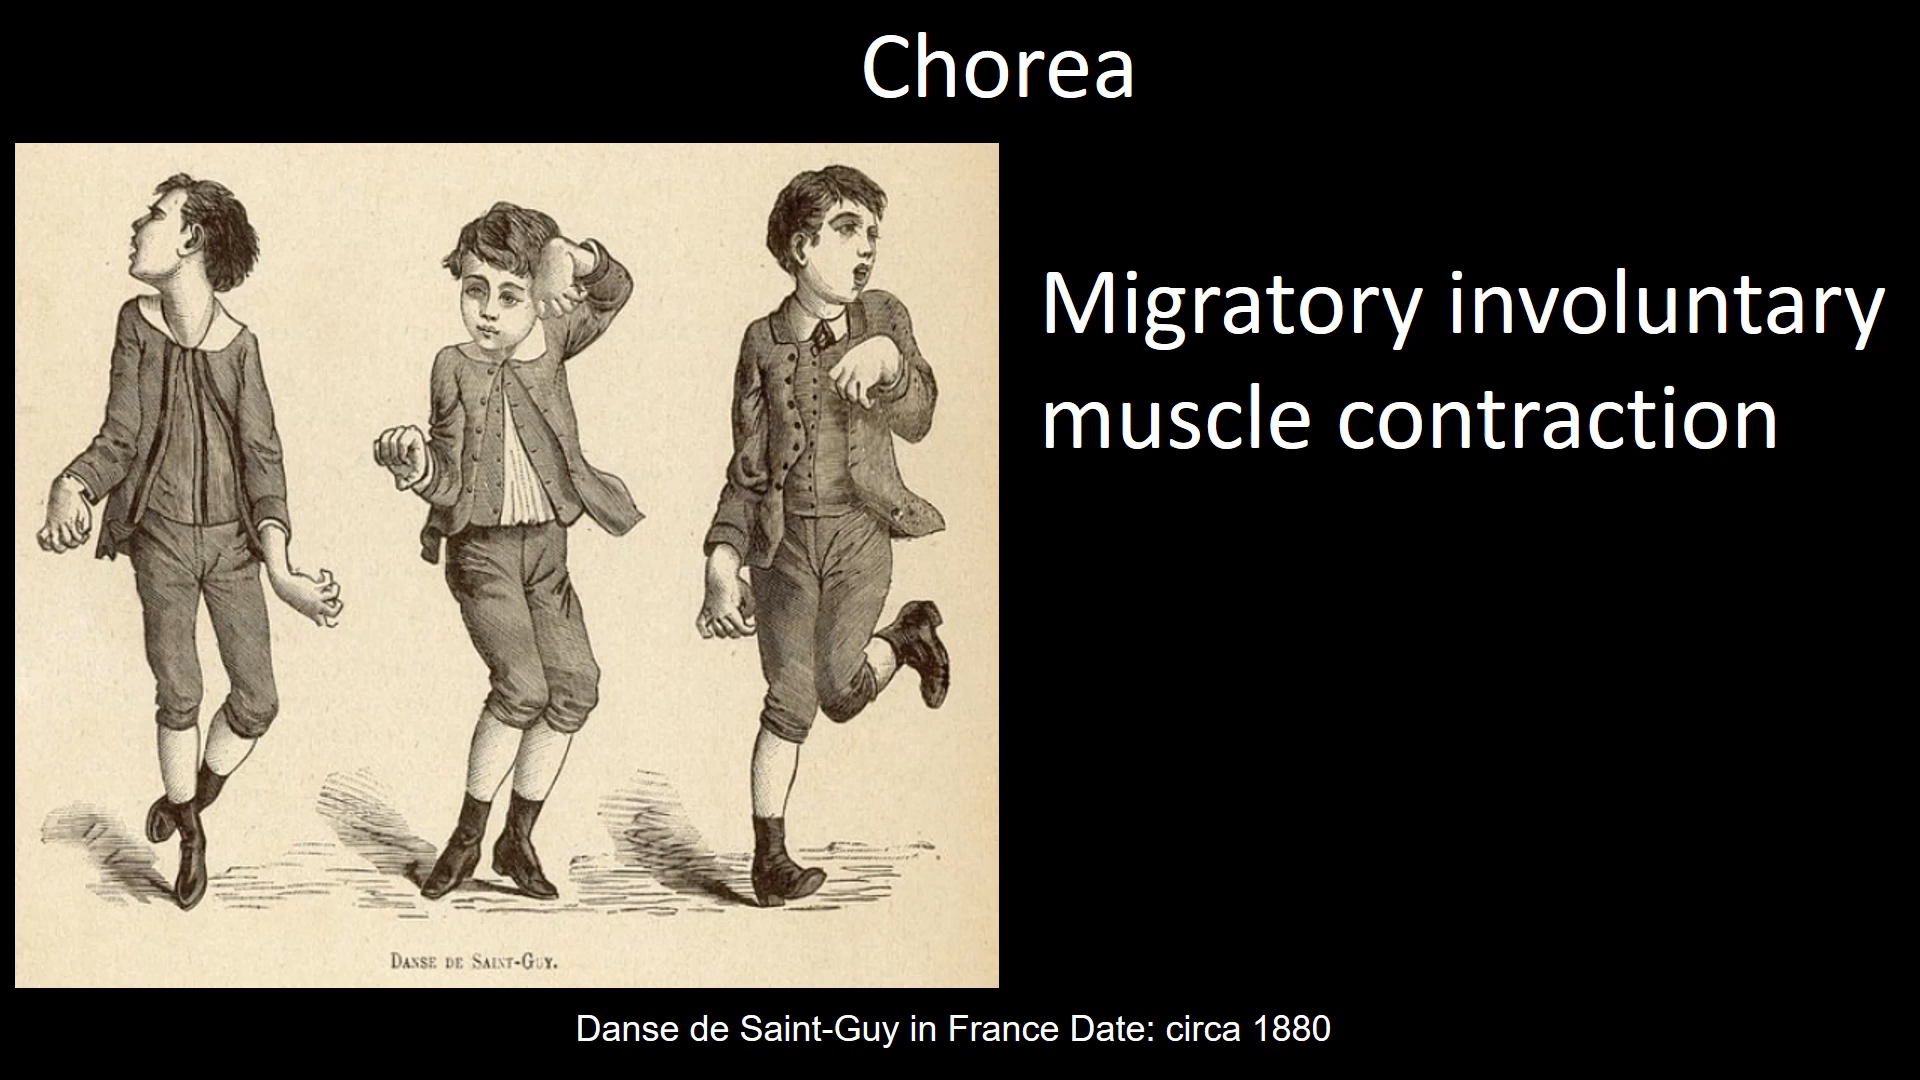 Chorea
Migratory involuntary
muscle contraction
Danse de Saint-Guy.
Danse de Saint-Guy in France Date: circa 1880